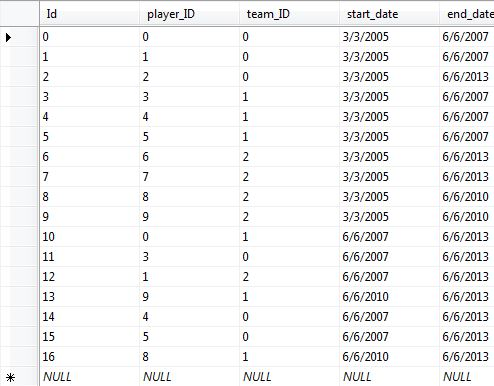 Id player_ID team_ID start_date end_date
0 0 0 3/3/2005 6/6/2007
1 1 0 3/3/2005 6/6/2007
2 2 0 3/3/2005 6/6/2013
3 3 1 3/3/2005 6/6/2007
4 4 1 3/3/2005 6/6/2007
5 5 1 3/3/2005 6/6/2007
6 6 2 3/3/2005 6/6/2013
7 7 2 3/3/2005 6/6/2013
8 8 2 3/3/2005 6/6/2010
9 9 2 3/3/2005 6/6/2010
10 0 1 6/6/2007 6/6/2013
11 3 0 6/6/2007 6/6/2013
12 1 2 6/6/2007 6/6/2013
13 9 1 6/6/2010 6/6/2013
14 4 0 6/6/2007 6/6/2013
15 5 0 6/6/2007 6/6/2013
16 8 1 6/6/2010 6/6/2013
NULL NULL NULL NULL NULL